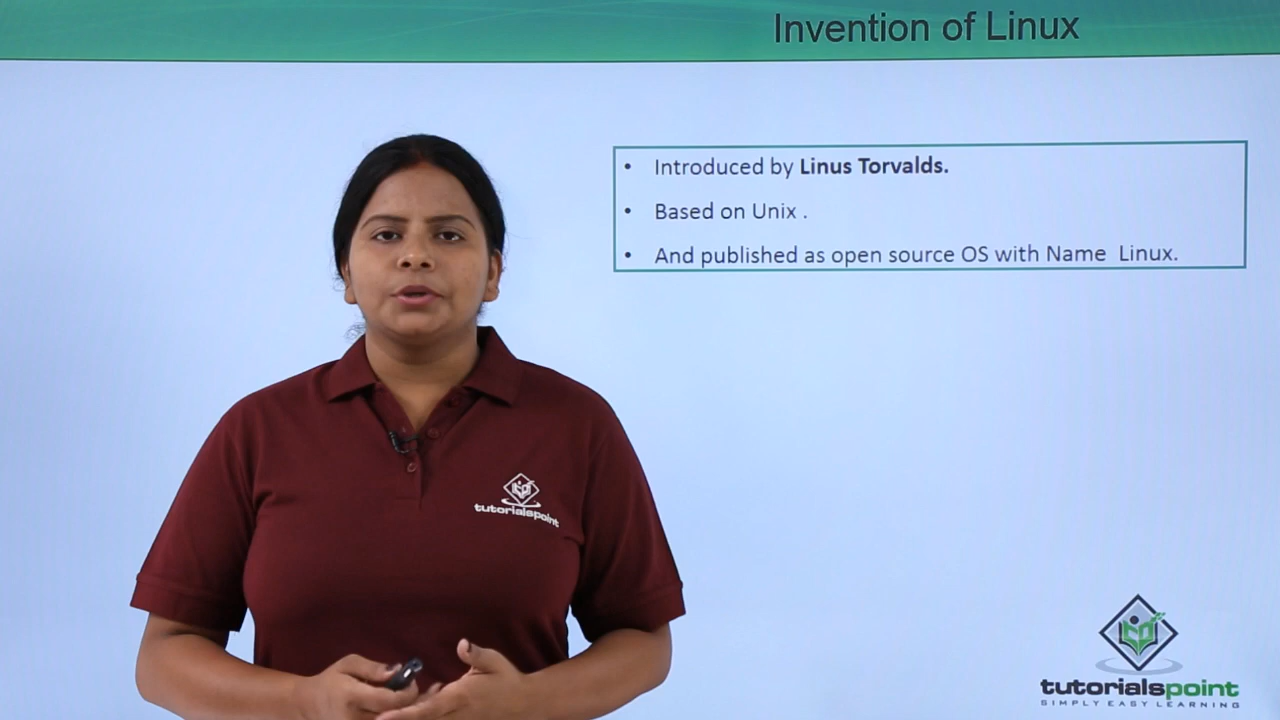 Invention of Linux
• Introduced by Linus Torvalds.
• Based on Unix .
• And published as open source OS with Name Linux.
tutorialspoint
tutorialspoint
SIMPLY EASY LEARNING